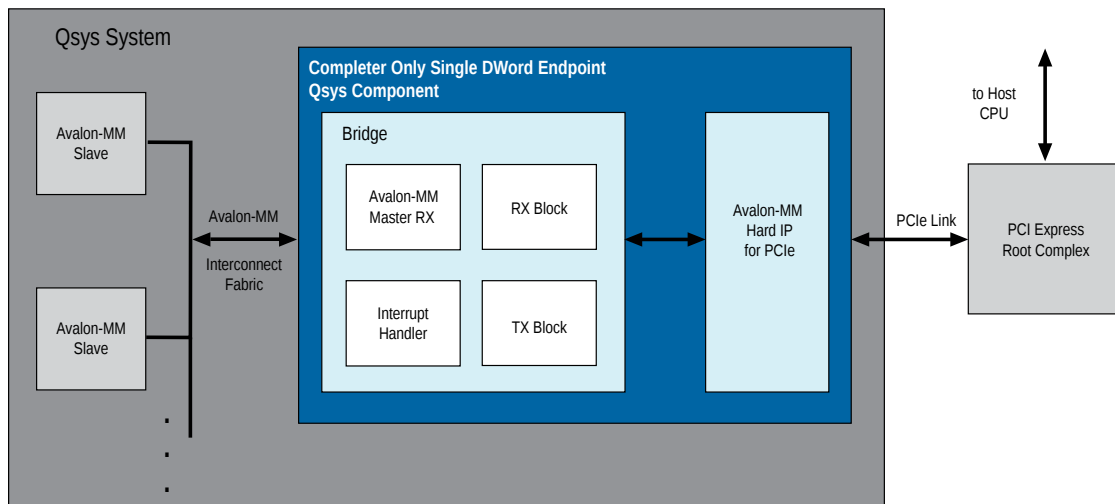 Qsys System
Avalon-MM
Slave
Avalon-MM
Slave
Avalon-MM
Interconnect
Fabric
Completer Only Single DWord Endpoint
Qsys Component
Bridge
Avalon-MM
Master RX
RX Block
Interrupt
Handler
TX Block
Avalon-MM
Hard IP
for PCIe
PCIe Link
to Host
CPU
PCI Express
Root Complex